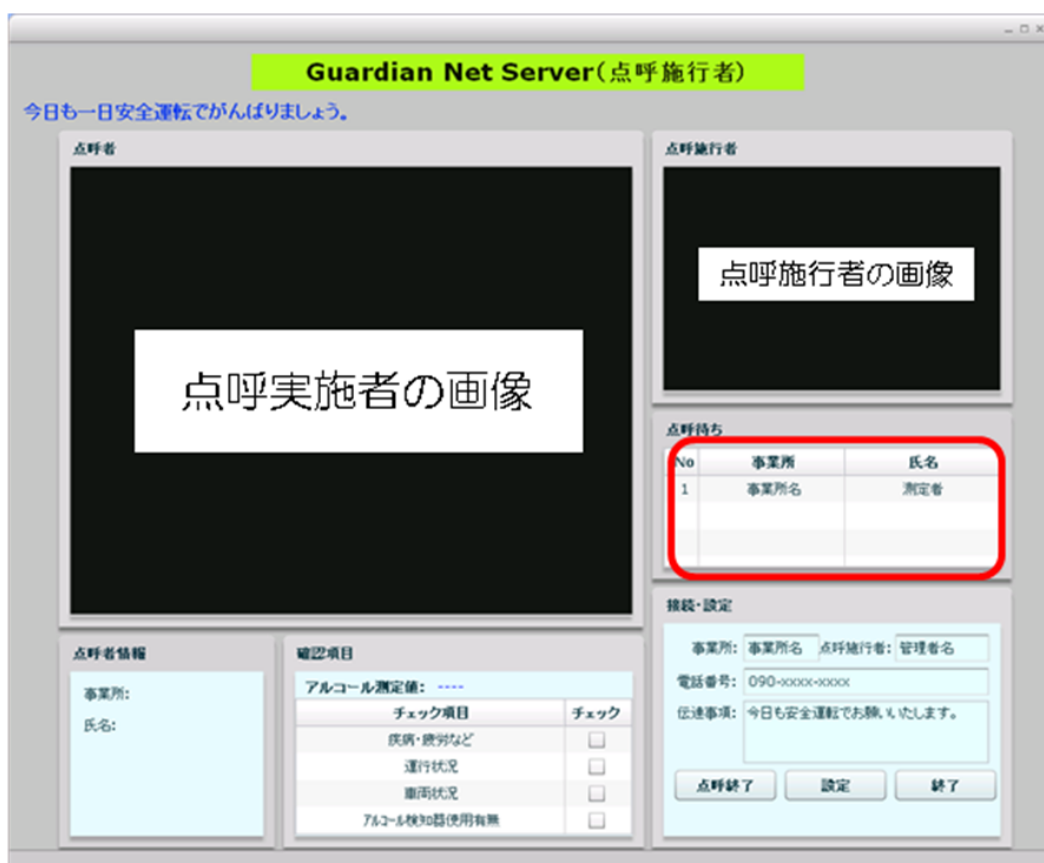 Guardian Net Server(点呼施行者)
今日も一日安全運転でがんばりましょう。
点呼者
点呼実施者の画像
点呼施行者
点呼施行者の画像
点呼待ち
No 事業所 氏名
1 事業所名 測定者
点呼者情報
事業所:
氏名:
確認項目
アルコール測定値: ----
チェック項目 チェック
疾病・疲労など
運行状況
車両状況
アルコール検知器使用有無
接続・設定
事業所: 事業所名 点呼施行者: 管理者名
電話番号: 090-xxxx-xxxx
伝達事項: 今日も安全運転でお願いいたします。
点呼終了 設定 終了